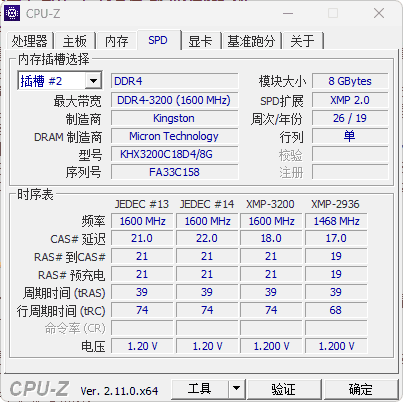 CPU-Z
处理器 主板 内存 SPD 显卡 基准跑分 关于
内存插槽选择
插槽 #2 DDR4 模块大小 8 GBytes
最大带宽 DDR4-3200 (1600 MHz) SPD扩展 XMP 2.0
制造商 Kingston 周次/年份 26 / 19
DRAM 制造商 Micron Technology 行列 单
型号 KHX3200C18D4/8G 校验
序列号 FA33C158 注册
时序表
JEDEC #13 JEDEC #14 XMP-3200 XMP-2936
频率 1600 MHz 1600 MHz 1600 MHz 1468 MHz
CAS# 延迟 21.0 22.0 18.0 17.0
RAS# 到CAS# 21 21 21 19
RAS# 预充电 21 21 21 19
周期时间 (tRAS) 39 39 39 39
行周期时间 (tRC) 74 74 74 68
命令率 (CR)
电压 1.20 V 1.20 V 1.200 V 1.200 V
CPU-Z Ver. 2.11.0.x64 工具 验证 确定